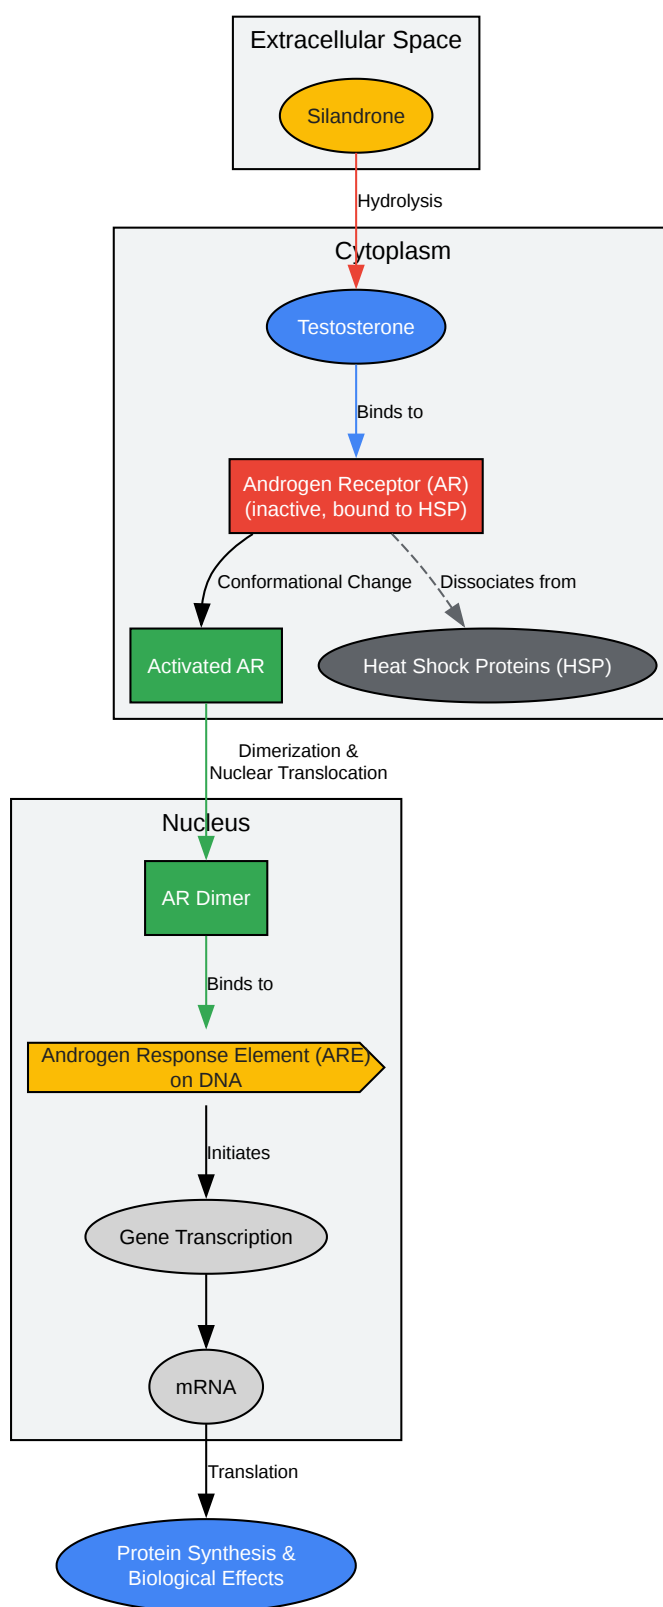 Extracellular Space
Silandrone
Hydrolysis
Cytoplasm
Testosterone
Binds to
Androgen Receptor (AR)
(inactive, bound to HSP)
Conformational Change
Dissociates from
Activated AR
Heat Shock Proteins (HSP)
Dimerization &
Nuclear Translocation
Nucleus
AR Dimer
Binds to
Androgen Response Element (ARE)
on DNA
Initiates
Gene Transcription
mRNA
Translation
Protein Synthesis &
Biological Effects